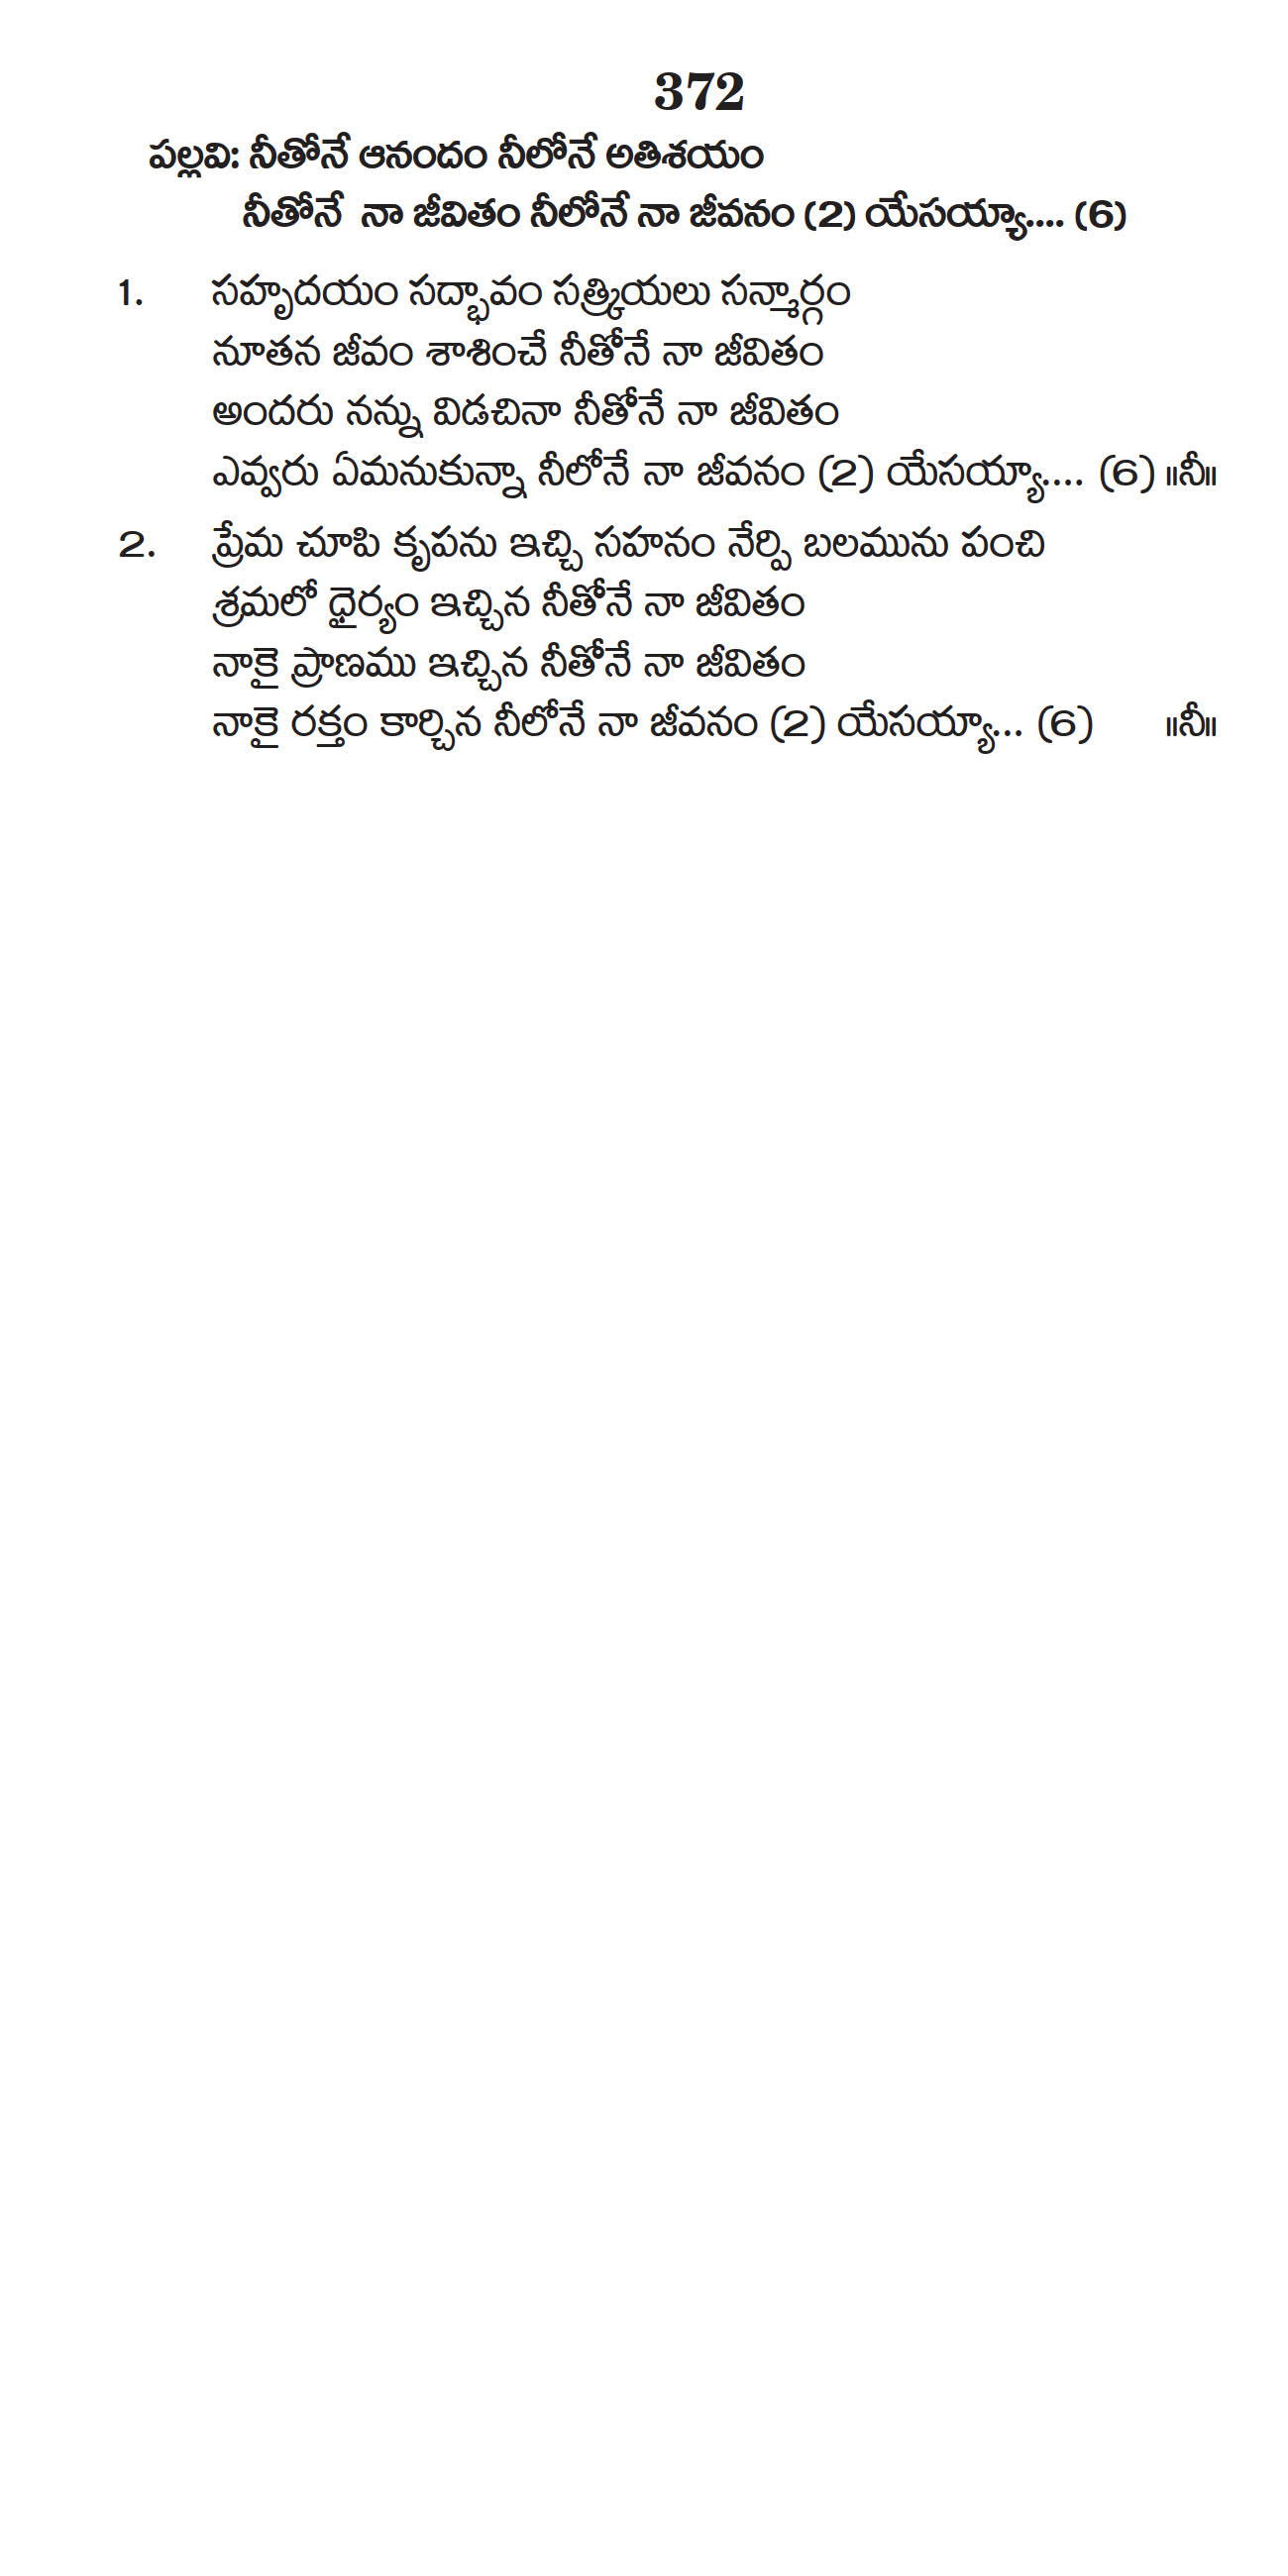 372
పల్లవి: నీతోనే ఆనందం నీలోనే అతిశయం
నీతోనే నా జీవితం నీలోనే నా జీవనం (2) యేసయ్యా.... (6)
1. సహృదయం సద్భావం సత్క్రియలు సన్మార్గం
నూతన జీవం శాశించే నీతోనే నా జీవితం
అందరు నన్ను విడచినా నీతోనే నా జీవితం
ఎవ్వరు ఏమనుకున్నా నీలోనే నా జీవనం (2) యేసయ్యా.... (6) ॥నీ॥
2. ప్రేమ చూపి కృపను ఇచ్చి సహనం నేర్పి బలమును పంచి
శ్రమలో ధైర్యం ఇచ్చిన నీతోనే నా జీవితం
నాకై ప్రాణము ఇచ్చిన నీతోనే నా జీవితం
నాకై రక్తం కార్చిన నీలోనే నా జీవనం (2) యేసయ్యా... (6) ॥నీ॥